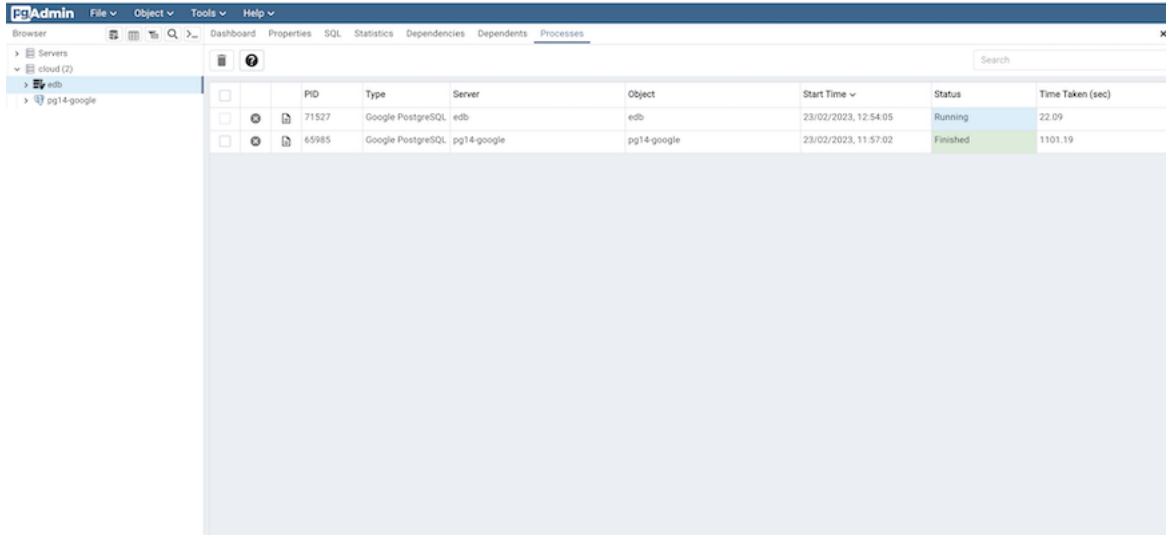 pgAdmin File Object Tools Help
Browser Dashboard Properties SQL Statistics Dependencies Dependents Processes
Servers
cloud (2)
edb
pg14-google
Search
PID Type Server Object Start Time Status Time Taken (sec)
71527 Google PostgreSQL edb edb 23/02/2023, 12:54:05 Running 22.09
65985 Google PostgreSQL pg14-google pg14-google 23/02/2023, 11:57:02 Finished 1101.19